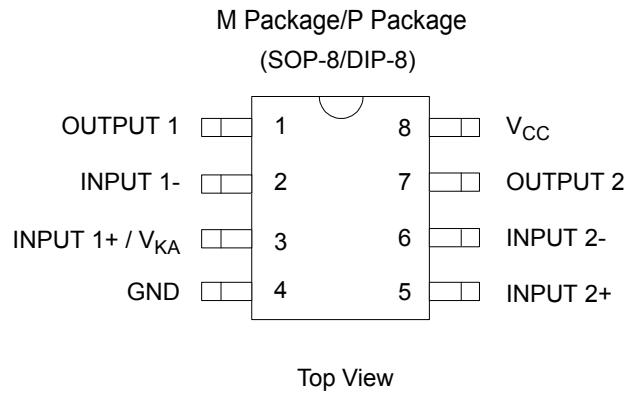 M Package/P Package
(SOP-8/DIP-8)
OUTPUT 1 1 8 VCC
INPUT 1- 2 7 OUTPUT 2
INPUT 1+ / VKA 3 6 INPUT 2-
GND 4 5 INPUT 2+
Top View